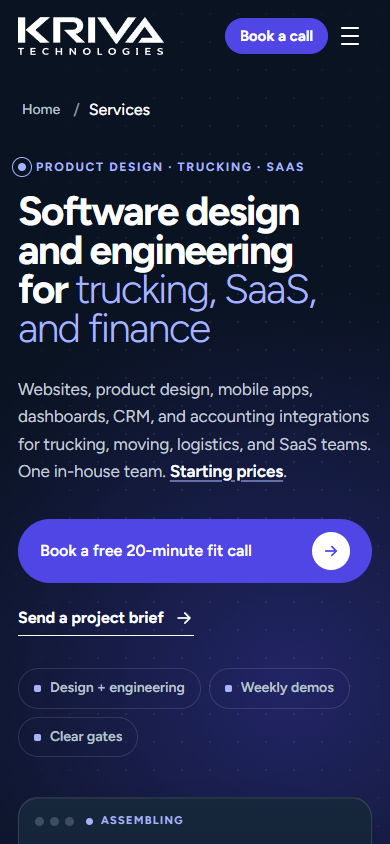 KRIVA
TECHNOLOGIES
Book a call
Home / Services
PRODUCT DESIGN · TRUCKING · SAAS
Software design
and engineering
for trucking, SaaS,
and finance
Websites, product design, mobile apps,
dashboards, CRM, and accounting integrations
for trucking, moving, logistics, and SaaS teams.
One in-house team. Starting prices.
Book a free 20-minute fit call
Send a project brief
Design + engineering
Weekly demos
Clear gates
ASSEMBLING